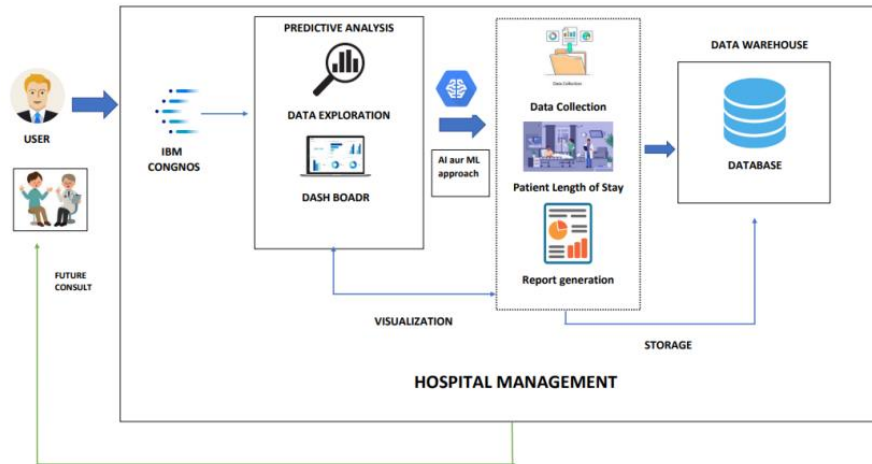 PREDICTIVE ANALYSIS
DATA EXPLORATION
DASH BOADR
USER
IBM
CONGNOS
AI aur ML
approach
Data Collection
Data Collection
Patient Length of Stay
Report generation
DATA WAREHOUSE
DATABASE
FUTURE
CONSULT
VISUALIZATION
STORAGE
HOSPITAL MANAGEMENT